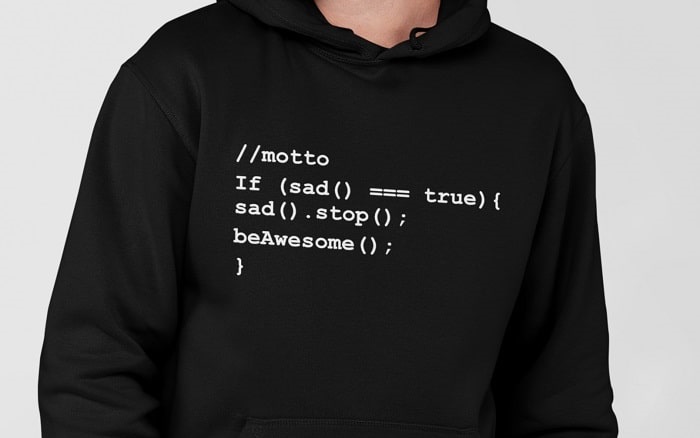 //motto
If (sad() === true){
sad().stop();
beAwesome();
}